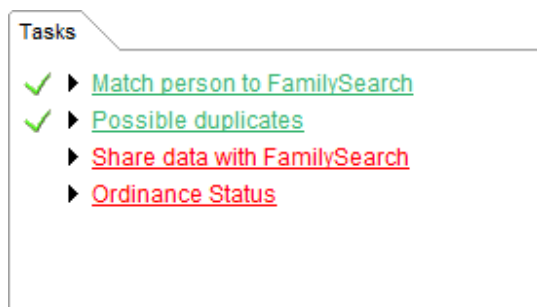 Tasks
Match person to FamilySearch
Possible duplicates
Share data with FamilySearch
Ordinance Status